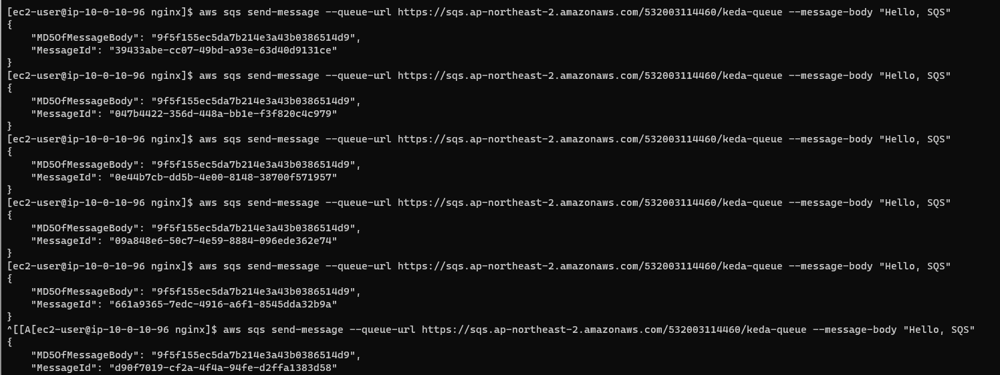 [ec2-user@ip-10-0-10-96 nginx]$ aws sqs send-message --queue-url https://sqs.ap-northeast-2.amazonaws.com/532003114460/keda-queue --message-body "Hello, SQS"
{
    "MD5OfMessageBody": "9f5f155ec5da7b214e3a43b0386514d9",
    "MessageId": "39433abe-cc07-49bd-a93e-63d40d9131ce"
}
[ec2-user@ip-10-0-10-96 nginx]$ aws sqs send-message --queue-url https://sqs.ap-northeast-2.amazonaws.com/532003114460/keda-queue --message-body "Hello, SQS"
{
    "MD5OfMessageBody": "9f5f155ec5da7b214e3a43b0386514d9",
    "MessageId": "047b4422-356d-448a-bb1e-f3f820c4c979"
}
[ec2-user@ip-10-0-10-96 nginx]$ aws sqs send-message --queue-url https://sqs.ap-northeast-2.amazonaws.com/532003114460/keda-queue --message-body "Hello, SQS"
{
    "MD5OfMessageBody": "9f5f155ec5da7b214e3a43b0386514d9",
    "MessageId": "0e44b7cb-dd5b-4e00-8148-38700f571957"
}
[ec2-user@ip-10-0-10-96 nginx]$ aws sqs send-message --queue-url https://sqs.ap-northeast-2.amazonaws.com/532003114460/keda-queue --message-body "Hello, SQS"
{
    "MD5OfMessageBody": "9f5f155ec5da7b214e3a43b0386514d9",
    "MessageId": "09a848e6-50c7-4e59-8884-096ede362e74"
}
[ec2-user@ip-10-0-10-96 nginx]$ aws sqs send-message --queue-url https://sqs.ap-northeast-2.amazonaws.com/532003114460/keda-queue --message-body "Hello, SQS"
{
    "MD5OfMessageBody": "9f5f155ec5da7b214e3a43b0386514d9",
    "MessageId": "661a9365-7edc-4916-a6f1-8545dda32b9a"
}
^[[A[ec2-user@ip-10-0-10-96 nginx]$ aws sqs send-message --queue-url https://sqs.ap-northeast-2.amazonaws.com/532003114460/keda-queue --message-body "Hello, SQS"
{
    "MD5OfMessageBody": "9f5f155ec5da7b214e3a43b0386514d9",
    "MessageId": "d90f7019-cf2a-4f4a-94fe-d2ffa1383d58"